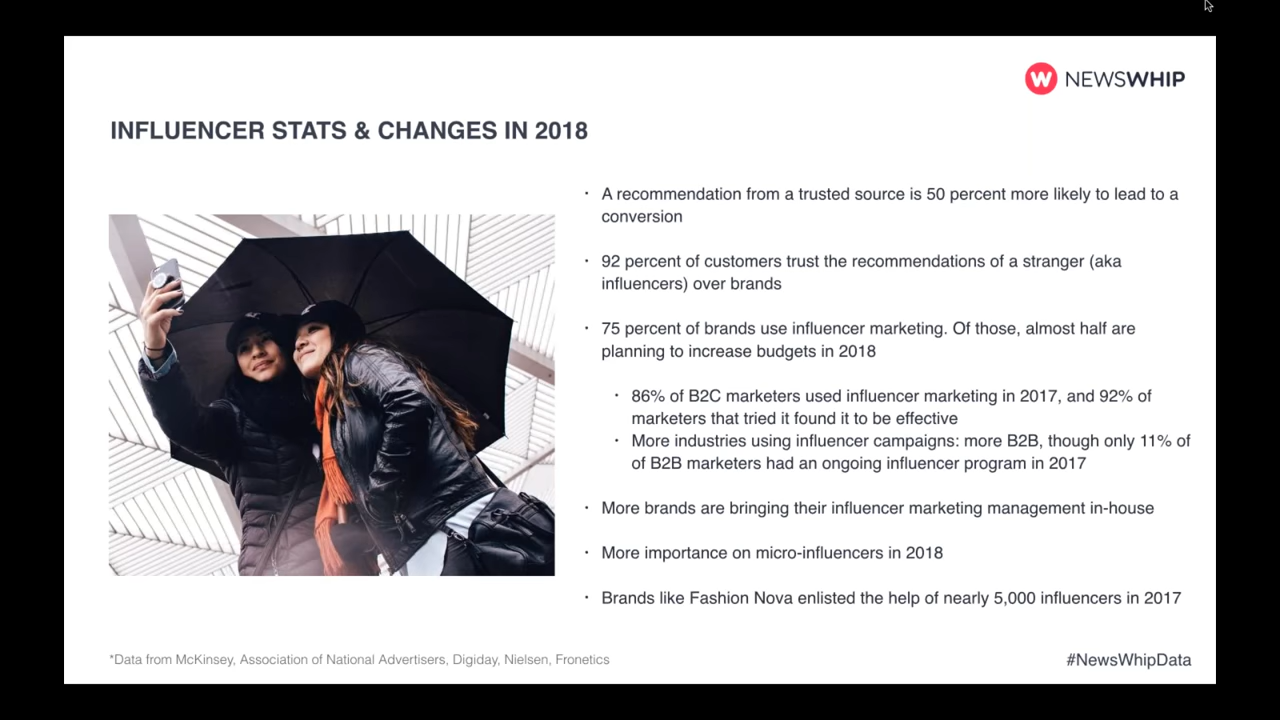 W NEWSWHIP
INFLUENCER STATS & CHANGES IN 2018
· A recommendation from a trusted source is 50 percent more likely to lead to a
conversion
· 92 percent of customers trust the recommendations of a stranger (aka
influencers) over brands
· 75 percent of brands use influencer marketing. Of those, almost half are
planning to increase budgets in 2018
· 86% of B2C marketers used influencer marketing in 2017, and 92% of
marketers that tried it found it to be effective
· More industries using influencer campaigns: more B2B, though only 11% of
of B2B marketers had an ongoing influencer program in 2017
· More brands are bringing their influencer marketing management in-house
· More importance on micro-influencers in 2018
· Brands like Fashion Nova enlisted the help of nearly 5,000 influencers in 2017
*Data from McKinsey, Association of National Advertisers, Digiday, Nielsen, Fronetics
#NewsWhipData